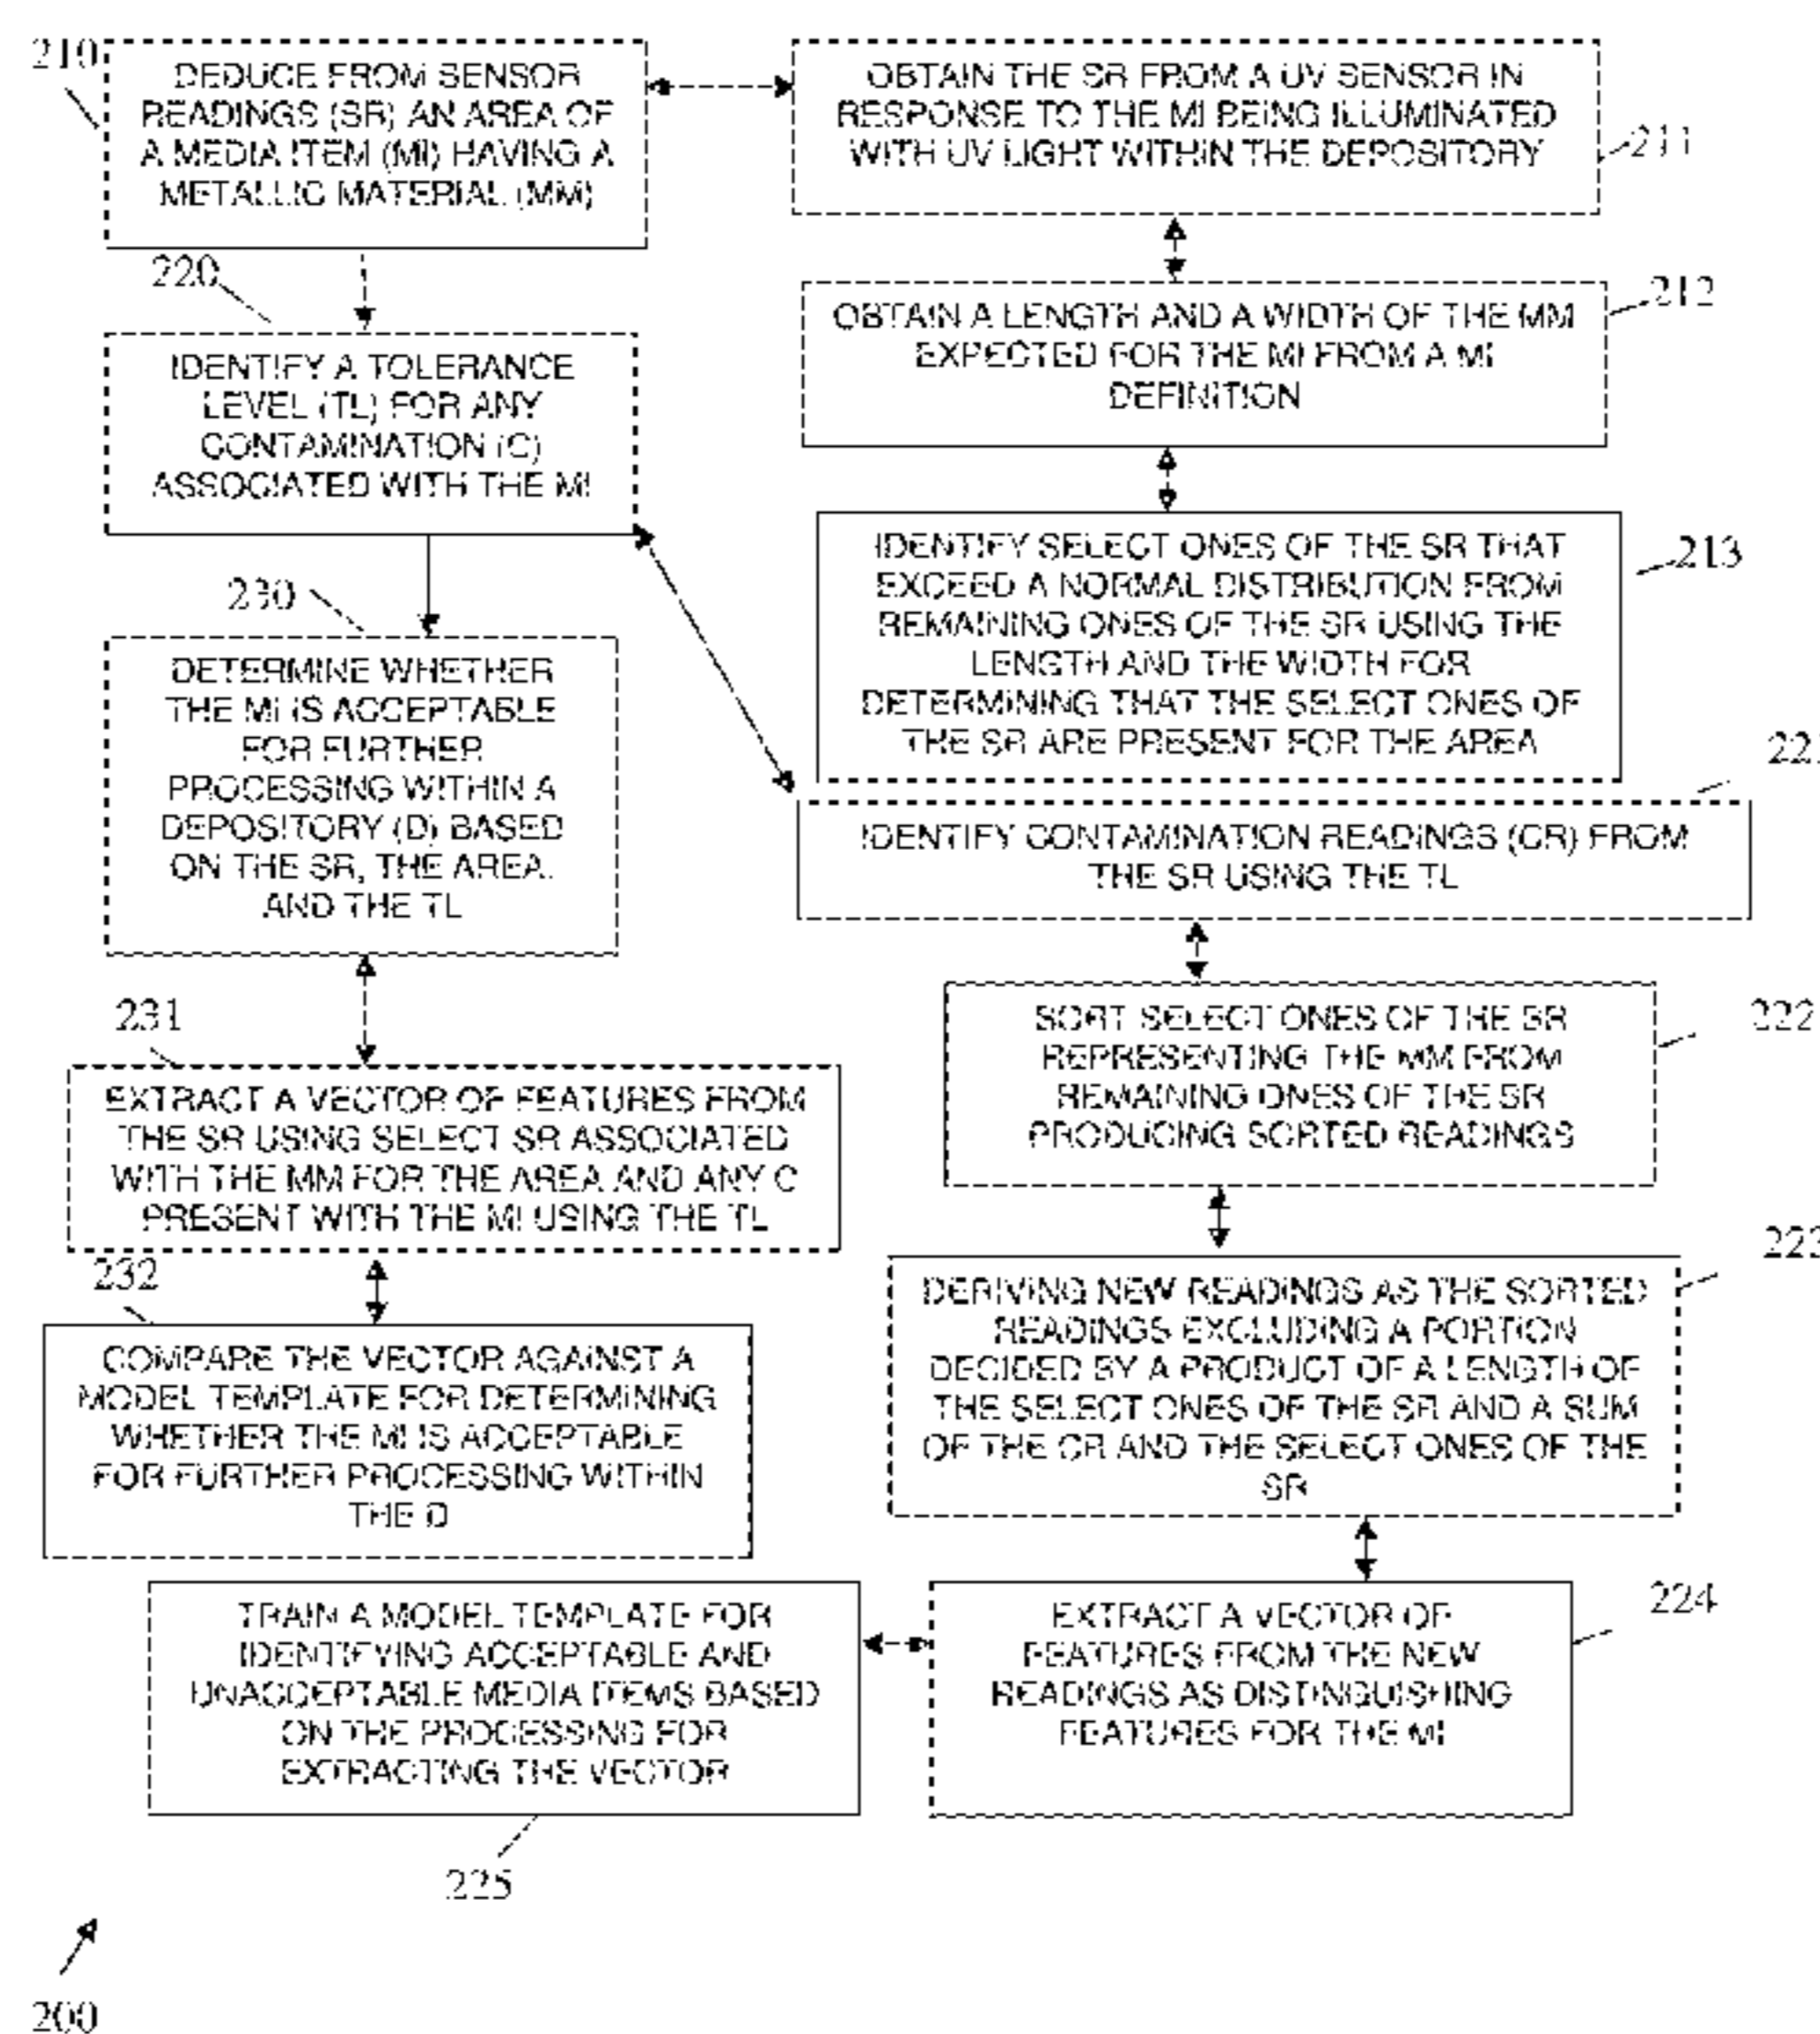 210
DEDUCE FROM SENSOR
READINGS (SR) AN AREA OF
A MEDIA ITEM (MI) HAVING A
METALLIC MATERIAL (MM)
OBTAIN THE SR FROM A UV SENSOR IN
RESPONSE TO THE MI BEING ILLUMINATED
WITH UV LIGHT WITHIN THE DEPOSITORY
211
220
IDENTIFY A TOLERANCE
LEVEL (TL) FOR ANY
CONTAMINATION (C)
ASSOCIATED WITH THE MI
212
OBTAIN A LENGTH AND A WIDTH OF THE MM
EXPECTED FOR THE MI FROM A MI
DEFINITION
213
IDENTIFY SELECT ONES OF THE SR THAT
EXCEED A NORMAL DISTRIBUTION FROM
REMAINING ONES OF THE SR USING THE
LENGTH AND THE WIDTH FOR
DETERMINING THAT THE SELECT ONES OF
THE SR ARE PRESENT FOR THE AREA
230
DETERMINE WHETHER
THE MI IS ACCEPTABLE
FOR FURTHER
PROCESSING WITHIN A
DEPOSITORY (D) BASED
ON THE SR, THE AREA,
AND THE TL
221
IDENTIFY CONTAMINATION READINGS (CR) FROM
THE SR USING THE TL
222
SORT SELECT ONES OF THE SR
REPRESENTING THE MM FROM
REMAINING ONES OF THE SR
PRODUCING SORTED READINGS
231
EXTRACT A VECTOR OF FEATURES FROM
THE SR USING SELECT SR ASSOCIATED
WITH THE MM FOR THE AREA AND ANY C
PRESENT WITH THE MI USING THE TL
223
DERIVING NEW READINGS AS THE SORTED
READINGS EXCLUDING A PORTION
DECIDED BY A PRODUCT OF A LENGTH OF
THE SELECT ONES OF THE SR AND A SUM
OF THE CR AND THE SELECT ONES OF THE
SR
232
COMPARE THE VECTOR AGAINST A
MODEL TEMPLATE FOR DETERMINING
WHETHER THE MI IS ACCEPTABLE
FOR FURTHER PROCESSING WITHIN
THE D
224
EXTRACT A VECTOR OF
FEATURES FROM THE NEW
READINGS AS DISTINGUISHING
FEATURES FOR THE MI
TRAIN A MODEL TEMPLATE FOR
IDENTIFYING ACCEPTABLE AND
UNACCEPTABLE MEDIA ITEMS BASED
ON THE PROCESSING FOR
EXTRACTING THE VECTOR
225
200